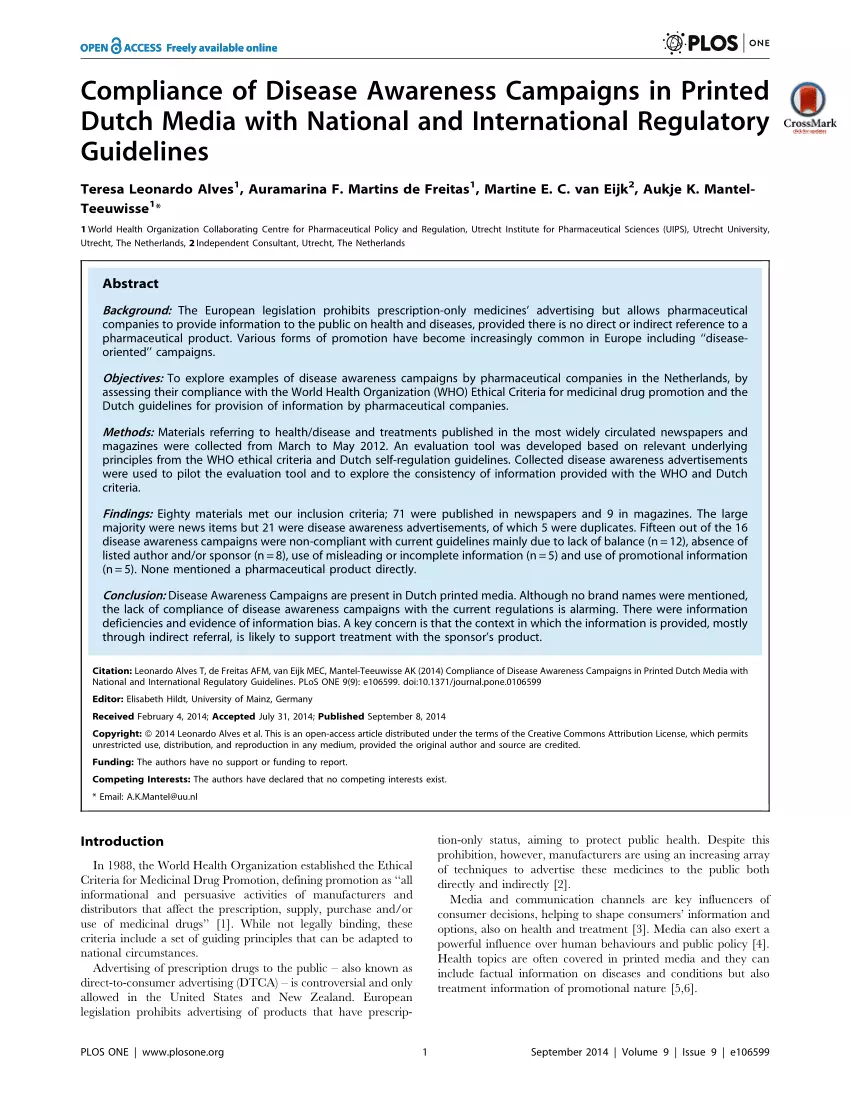 OPEN ACCESS Freely available online
PLOS ONE
Compliance of Disease Awareness Campaigns in Printed
Dutch Media with National and International Regulatory
Guidelines
CrossMark
click for updates
Teresa Leonardo Alves1, Auramarina F. Martins de Freitas1, Martine E. C. van Eijk2, Aukje K. Mantel-
Teeuwisse1*
1 World Health Organization Collaborating Centre for Pharmaceutical Policy and Regulation, Utrecht Institute for Pharmaceutical Sciences (UIPS), Utrecht University,
Utrecht, The Netherlands, 2 Independent Consultant, Utrecht, The Netherlands
Abstract
Background: The European legislation prohibits prescription-only medicines' advertising but allows pharmaceutical
companies to provide information to the public on health and diseases, provided there is no direct or indirect reference to a
pharmaceutical product. Various forms of promotion have become increasingly common in Europe including ''disease-
oriented'' campaigns.
Objectives: To explore examples of disease awareness campaigns by pharmaceutical companies in the Netherlands, by
assessing their compliance with the World Health Organization (WHO) Ethical Criteria for medicinal drug promotion and the
Dutch guidelines for provision of information by pharmaceutical companies.
Methods: Materials referring to health/disease and treatments published in the most widely circulated newspapers and
magazines were collected from March to May 2012. An evaluation tool was developed based on relevant underlying
principles from the WHO ethical criteria and Dutch self-regulation guidelines. Collected disease awareness advertisements
were used to pilot the evaluation tool and to explore the consistency of information provided with the WHO and Dutch
criteria.
Findings: Eighty materials met our inclusion criteria; 71 were published in newspapers and 9 in magazines. The large
majority were news items but 21 were disease awareness advertisements, of which 5 were duplicates. Fifteen out of the 16
disease awareness campaigns were non-compliant with current guidelines mainly due to lack of balance (n = 12), absence of
listed author and/or sponsor (n = 8), use of misleading or incomplete information (n = 5) and use of promotional information
(n = 5). None mentioned a pharmaceutical product directly.
Conclusion: Disease Awareness Campaigns are present in Dutch printed media. Although no brand names were mentioned,
the lack of compliance of disease awareness campaigns with the current regulations is alarming. There were information
deficiencies and evidence of information bias. A key concern is that the context in which the information is provided, mostly
through indirect referral, is likely to support treatment with the sponsor's product.
Citation: Leonardo Alves T, de Freitas AFM, van Eijk MEC, Mantel-Teeuwisse AK (2014) Compliance of Disease Awareness Campaigns in Printed Dutch Media with
National and International Regulatory Guidelines. PLoS ONE 9(9): e106599. doi:10.1371/journal.pone.0106599
Editor: Elisabeth Hildt, University of Mainz, Germany
Received February 4, 2014; Accepted July 31, 2014; Published September 8, 2014
Copyright: © 2014 Leonardo Alves et al. This is an open-access article distributed under the terms of the Creative Commons Attribution License, which permits
unrestricted use, distribution, and reproduction in any medium, provided the original author and source are credited.
Funding: The authors have no support or funding to report.
Competing Interests: The authors have declared that no competing interests exist.
* Email: A.K.Mantel@uu.nl
Introduction
In 1988, the World Health Organization established the Ethical
Criteria for Medicinal Drug Promotion, defining promotion as ''all
informational and persuasive activities of manufacturers and
distributors that affect the prescription, supply, purchase and/or
use of medicinal drugs'' [1]. While not legally binding, these
criteria include a set of guiding principles that can be adapted to
national circumstances.
Advertising of prescription drugs to the public – also known as
direct-to-consumer advertising (DTCA) – is controversial and only
allowed in the United States and New Zealand. European
legislation prohibits advertising of products that have prescrip-
tion-only status, aiming to protect public health. Despite this
prohibition, however, manufacturers are using an increasing array
of techniques to advertise these medicines to the public both
directly and indirectly [2].
Media and communication channels are key influencers of
consumer decisions, helping to shape consumers' information and
options, also on health and treatment [3]. Media can also exert a
powerful influence over human behaviours and public policy [4].
Health topics are often covered in printed media and they can
include factual information on diseases and conditions but also
treatment information of promotional nature [5,6].
PLOS ONE | www.plosone.org
1
September 2014 | Volume 9 | Issue 9 | e106599